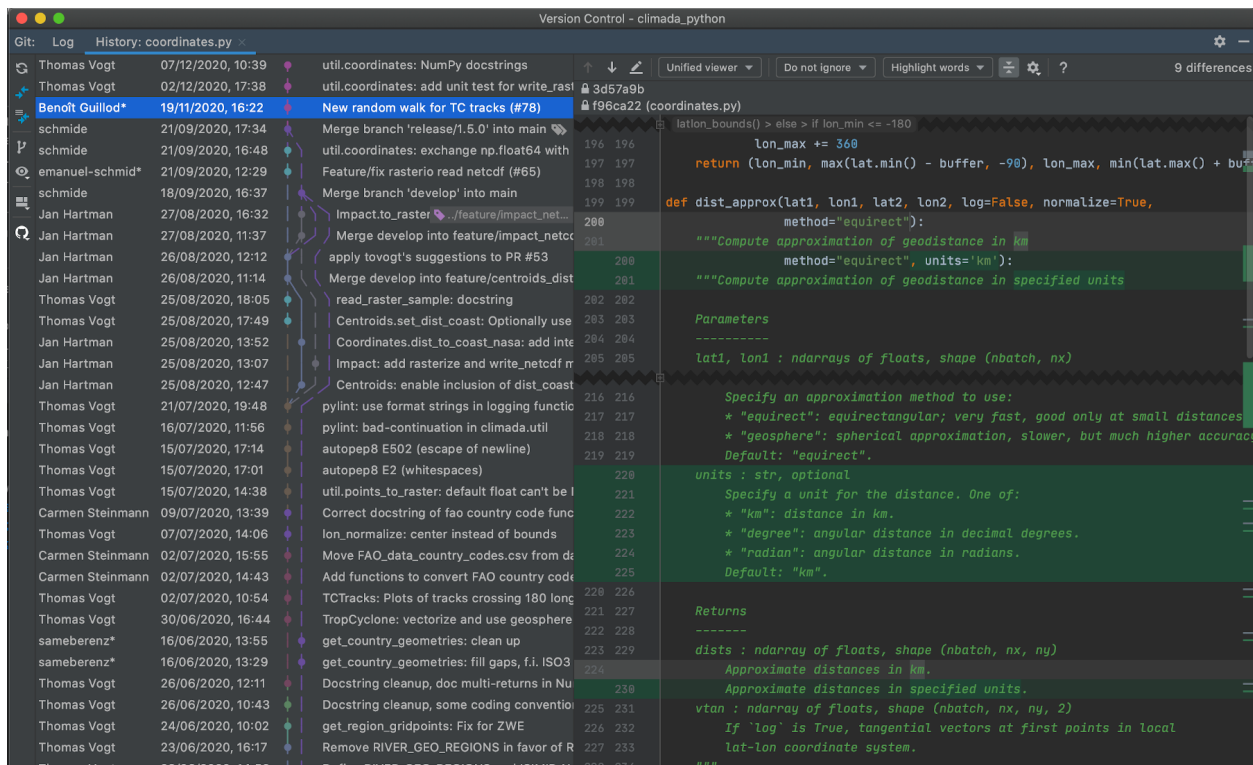 Version Control - climada_python
Git: Log History: coordinates.py
Thomas Vogt 07/12/2020, 10:39 util.coordinates: NumPy docstrings
Thomas Vogt 02/12/2020, 17:38 util.coordinates: add unit test for write_rast
Benoît Guillod* 19/11/2020, 16:22 New random walk for TC tracks (#78)
schmide 21/09/2020, 17:34 Merge branch 'release/1.5.0' into main
schmide 21/09/2020, 16:48 util.coordinates: exchange np.float64 with
emanuel-schmid* 21/09/2020, 12:29 Feature/fix rasterio read netcdf (#65)
schmide 18/09/2020, 16:37 Merge branch 'develop' into main
Jan Hartman 27/08/2020, 16:32 Impact.to_raster ../feature/impact_net...
Jan Hartman 27/08/2020, 11:37 Merge develop into feature/impact_netcd
Jan Hartman 26/08/2020, 12:12 apply tovogt's suggestions to PR #53
Jan Hartman 26/08/2020, 11:14 Merge develop into feature/centroids_dist
Thomas Vogt 25/08/2020, 18:05 read_raster_sample: docstring
Thomas Vogt 25/08/2020, 17:49 Centroids.set_dist_coast: Optionally use
Jan Hartman 25/08/2020, 13:52 Coordinates.dist_to_coast_nasa: add inte
Jan Hartman 25/08/2020, 13:07 Impact: add rasterize and write_netcdf m
Jan Hartman 25/08/2020, 12:47 Centroids: enable inclusion of dist_coast
Thomas Vogt 21/07/2020, 19:48 pylint: use format strings in logging functio
Thomas Vogt 16/07/2020, 11:56 pylint: bad-continuation in climada.util
Thomas Vogt 15/07/2020, 17:14 autopep8 E502 (escape of newline)
Thomas Vogt 15/07/2020, 17:01 autopep8 E2 (whitespaces)
Thomas Vogt 15/07/2020, 14:38 util.points_to_raster: default float can't be
Carmen Steinmann 09/07/2020, 13:39 Correct docstring of fao country code func
Thomas Vogt 07/07/2020, 14:06 lon_normalize: center instead of bounds
Carmen Steinmann 02/07/2020, 15:55 Move FAO_data_country_codes.csv from da
Carmen Steinmann 02/07/2020, 14:43 Add functions to convert FAO country code
Thomas Vogt 02/07/2020, 10:54 TCTracks: Plots of tracks crossing 180 long
Thomas Vogt 30/06/2020, 16:44 TropCyclone: vectorize and use geosphere
sameberenz* 16/06/2020, 13:55 get_country_geometries: clean up
sameberenz* 16/06/2020, 13:29 get_country_geometries: fill gaps, f.i. ISO3
Thomas Vogt 26/06/2020, 12:11 Docstring cleanup, doc multi-returns in Nu
Thomas Vogt 26/06/2020, 10:43 Docstring cleanup, some coding conventio
Thomas Vogt 24/06/2020, 10:02 get_region_gridpoints: Fix for ZWE
Thomas Vogt 23/06/2020, 16:17 Remove RIVER_GEO_REGIONS in favor of R
Unified viewer Do not ignore Highlight words ? 9 differences
3d57a9b
f96ca22 (coordinates.py)
latlon_bounds() > else > if lon_min <= -180
196 196 lon_max += 360
197 197 return (lon_min, max(lat.min() - buffer, -90), lon_max, min(lat.max() + buf
198 198
199 199 def dist_approx(lat1, lon1, lat2, lon2, log=False, normalize=True,
200 method="equirect"):
201 """Compute approximation of geodistance in km
200 method="equirect", units='km'):
201 """Compute approximation of geodistance in specified units
202 202
203 203 Parameters
204 204 ----------
205 205 lat1, lon1 : ndarrays of floats, shape (nbatch, nx)
216 216 Specify an approximation method to use:
217 217 * "equirect": equirectangular; very fast, good only at small distances
218 218 * "geosphere": spherical approximation, slower, but much higher accuracy
219 219 Default: "equirect".
220 units : str, optional
221 Specify a unit for the distance. One of:
222 * "km": distance in km.
223 * "degree": angular distance in decimal degrees.
224 * "radian": angular distance in radians.
225 Default: "km".
220 226
221 227 Returns
222 228 -------
223 229 dists : ndarray of floats, shape (nbatch, nx, ny)
224 Approximate distances in km.
230 Approximate distances in specified units.
225 231 vtan : ndarray of floats, shape (nbatch, nx, ny, 2)
226 232 If `log` is True, tangential vectors at first points in local
227 233 lat-lon coordinate system.